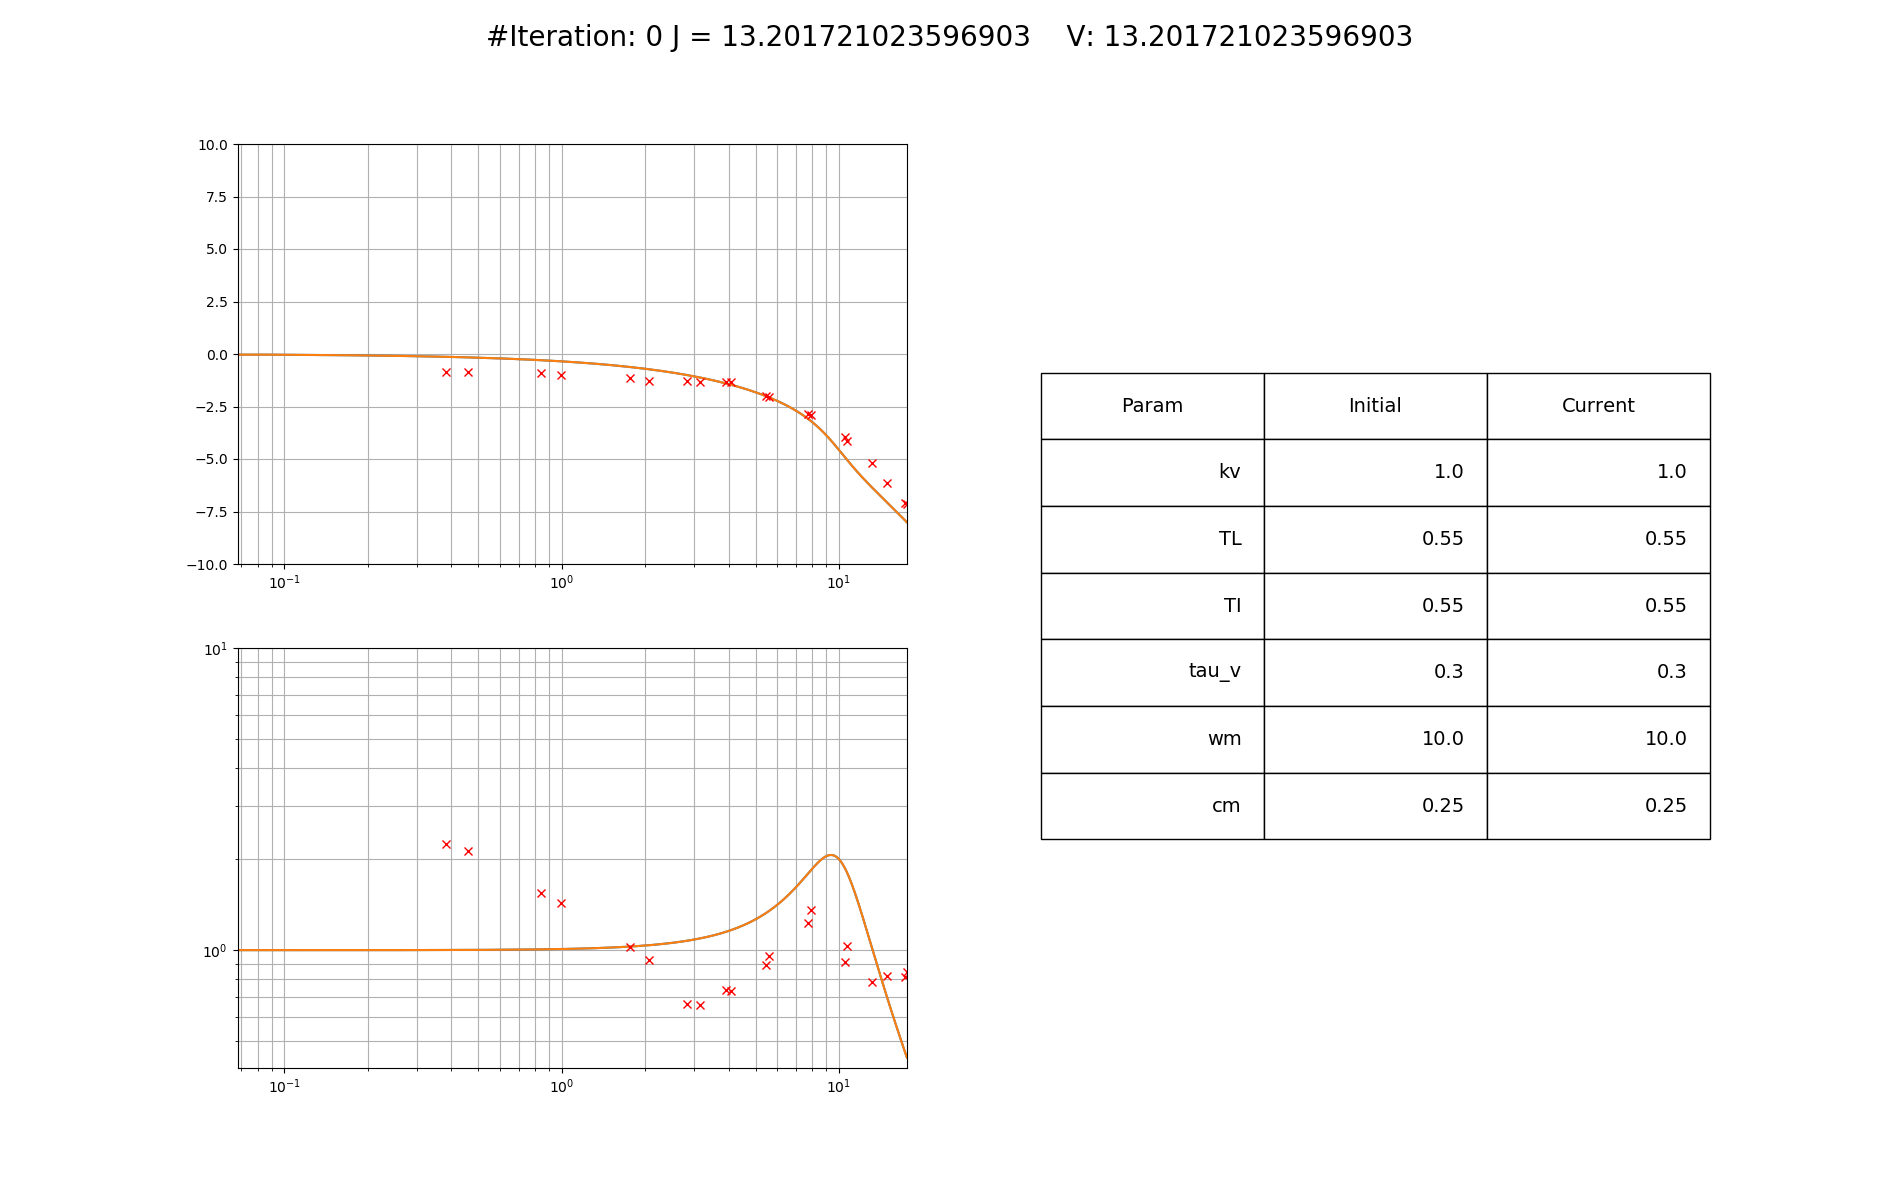 #Iteration: 0 J = 13.201721023596903    V: 13.201721023596903
10.0
7.5
5.0
2.5
0.0
−2.5
−5.0
−7.5
−10.0
10⁻¹ 10⁰ 10¹
10¹
10⁰
10⁻¹ 10⁰ 10¹
Param Initial Current
kv 1.0 1.0
TL 0.55 0.55
TI 0.55 0.55
tau_v 0.3 0.3
wm 10.0 10.0
cm 0.25 0.25